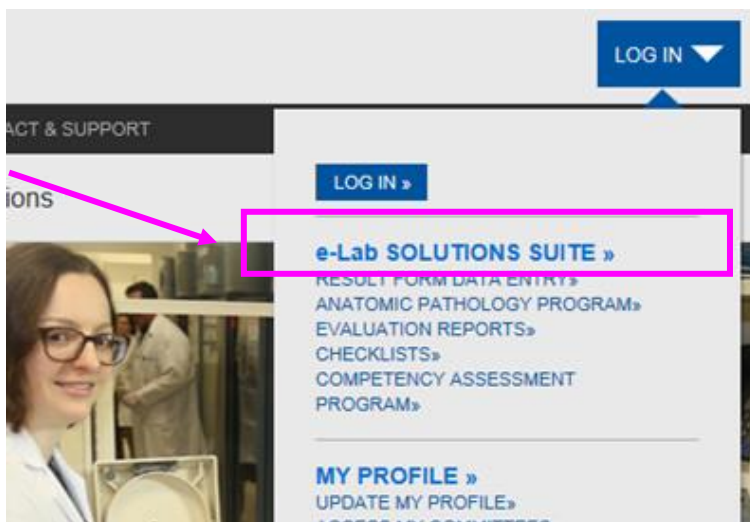 LOG IN
ACT & SUPPORT
LOG IN »
ions
e-Lab SOLUTIONS SUITE »
RESULT FORM DATA ENTRY»
ANATOMIC PATHOLOGY PROGRAM»
EVALUATION REPORTS»
CHECKLISTS»
COMPETENCY ASSESSMENT
PROGRAM»
MY PROFILE »
UPDATE MY PROFILE»